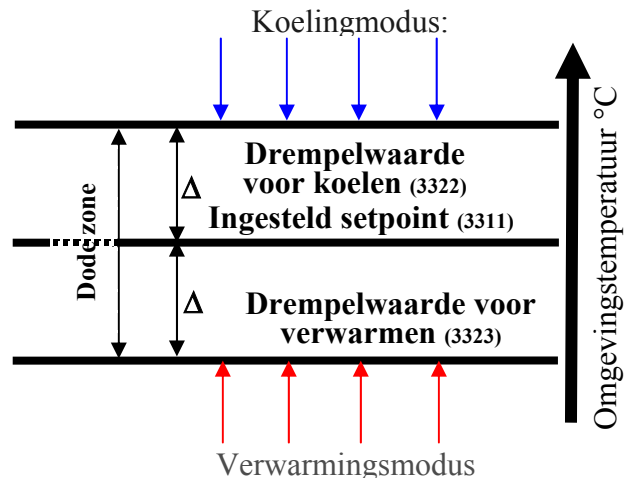 Koelingmodus:
Drempelwaarde
voor koelen (3322)
Δ
Ingesteld setpoint (3311)
Dode zone
Δ
Drempelwaarde voor
verwarmen (3323)
Verwarmingsmodus
Omgevingstemperatuur °C